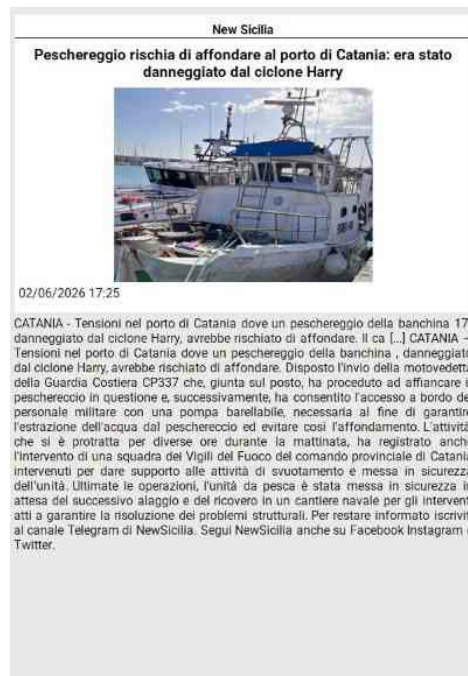 New Sicilia
Peschereggio rischia di affondare al porto di Catania: era stato
danneggiato dal ciclone Harry
02/06/2026 17:25
CATANIA - Tensioni nel porto di Catania dove un peschereggio della banchina 17,
danneggiato dal ciclone Harry, avrebbe rischiato di affondare. Il ca [...] CATANIA –
Tensioni nel porto di Catania dove un peschereggio della banchina , danneggiato
dal ciclone Harry, avrebbe rischiato di affondare. Disposto l'invio della motovedetta
della Guardia Costiera CP337 che, giunta sul posto, ha proceduto ad affiancare il
peschereccio in questione e, successivamente, ha consentito l'accesso a bordo del
personale militare con una pompa barellabile, necessaria al fine di garantire
l'estrazione dell'acqua dal peschereccio ed evitare così l'affondamento. L'attività,
che si è protratta per diverse ore durante la mattinata, ha registrato anche
l'intervento di una squadra dei Vigili del Fuoco del comando provinciale di Catania
intervenuti per dare supporto alle attività di svuotamento e messa in sicurezza
dell'unità. Ultimate le operazioni, l'unità da pesca è stata messa in sicurezza in
attesa del successivo alaggio e del ricovero in un cantiere navale per gli interventi
atti a garantire la risoluzione dei problemi strutturali. Per restare informato iscriviti
al canale Telegram di NewSicilia. Segui NewSicilia anche su Facebook Instagram e
Twitter.